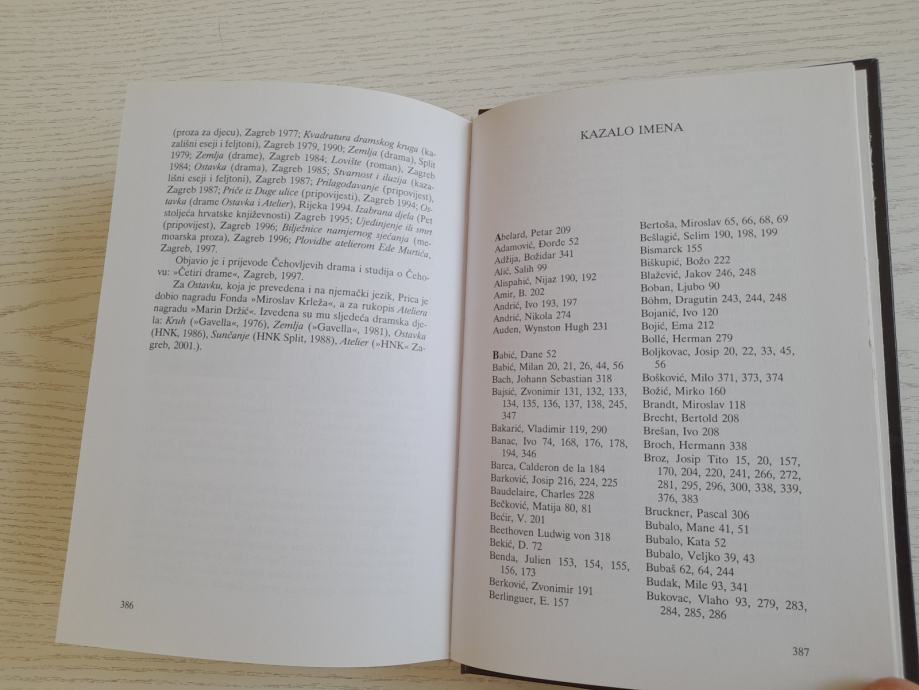 (proza za djecu), Zagreb 1977; Kvadratura dramskog kruga (ka-
zališni eseji i feljtoni), Zagreb 1979, 1990; Zemlja (drama), Split
1979; Zemlja (drame), Zagreb 1984; Lovište (roman), Zagreb
1984; Ostavka (drama), Zagreb 1985; Stvarnost i iluzija (kaza-
lišni eseji i feljtoni), Zagreb 1987; Prilagođavanje (pripovijest),
Zagreb 1987; Priče iz Duge ulice (pripovijesti), Zagreb 1994; Os-
tavka (drame Ostavka i Atelier), Rijeka 1994. Izabrana djela (Pet
stoljeća hrvatske književnosti) Zagreb 1995; Ujedinjenje ili smrt
(pripovijest), Zagreb 1996; Bilježnice namjernog sjećanja (me-
moarska proza), Zagreb 1996; Plovidbe atelierom Ede Murtića,
Zagreb, 1997.
Objavio je i prijevode Čehovljevih drama i studija o Čeho-
vu: »Četiri drame«, Zagreb, 1997.
Za Ostavku, koja je prevedena i na njemački jezik, Prica je
dobio nagradu Fonda »Miroslav Krleža«, a za rukopis Ateliera
nagradu »Marin Držić«. Izvedena su mu sljedeća dramska dje-
la: Kruh (»Gavella«, 1976), Zemlja (»Gavella«, 1981), Ostavka
(HNK, 1986), Sunčanje (HNK Split, 1988), Atelier (»HNK« Za-
greb, 2001.).
386
KAZALO IMENA
Abelard, Petar 209
Adamović, Đorđe 52
Adžija, Božidar 341
Alić, Salih 99
Alispahić, Nijaz 190, 192
Amir, B. 202
Andrić, Ivo 193, 197
Andrić, Nikola 274
Auden, Wynston Hugh 231
Babić, Dane 52
Babić, Milan 20, 21, 26, 44, 56
Bach, Johann Sebastian 318
Bajsić, Zvonimir 131, 132, 133,
134, 135, 136, 137, 138, 245,
347
Bakarić, Vladimir 119, 290
Banac, Ivo 74, 168, 176, 178,
194, 346
Barca, Calderon de la 184
Barković, Josip 216, 224, 225
Baudelaire, Charles 228
Bečković, Matija 80, 81
Bećir, V. 201
Beethoven Ludwig von 318
Bekić, D. 72
Benda, Julien 153, 154, 155,
156, 173
Berković, Zvonimir 191
Berlinguer, E. 157
Bertoša, Miroslav 65, 66, 68, 69
Bešlagić, Selim 190, 198, 199
Bismarck 155
Biškupić, Božo 222
Blažević, Jakov 246, 248
Boban, Ljubo 90
Böhm, Dragutin 243, 244, 248
Bojanić, Ivo 120
Bojić, Ema 212
Bollé, Herman 279
Boljkovac, Josip 20, 22, 33, 45,
56
Bošković, Milo 371, 373, 374
Božić, Mirko 160
Brandt, Miroslav 118
Brecht, Bertold 208
Brešan, Ivo 208
Broch, Hermann 338
Broz, Josip Tito 15, 20, 157,
170, 204, 220, 241, 266, 272,
281, 295, 296, 300, 338, 339,
376, 383
Bruckner, Pascal 306
Bubalo, Mane 41, 51
Bubalo, Kata 52
Bubalo, Veljko 39, 43
Bubaš 62, 64, 244
Budak, Mile 93, 341
Bukovac, Vlaho 93, 279, 283,
284, 285, 286
387